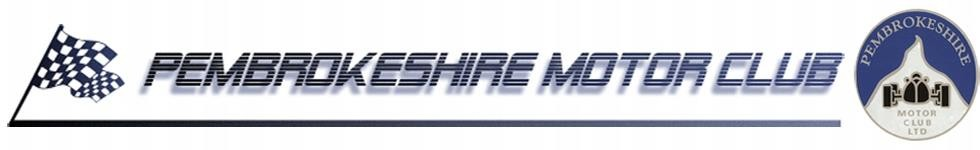 PEMBROKESHIRE MOTOR CLUB
PEMBROKESHIRE
MOTOR
CLUB
LTD